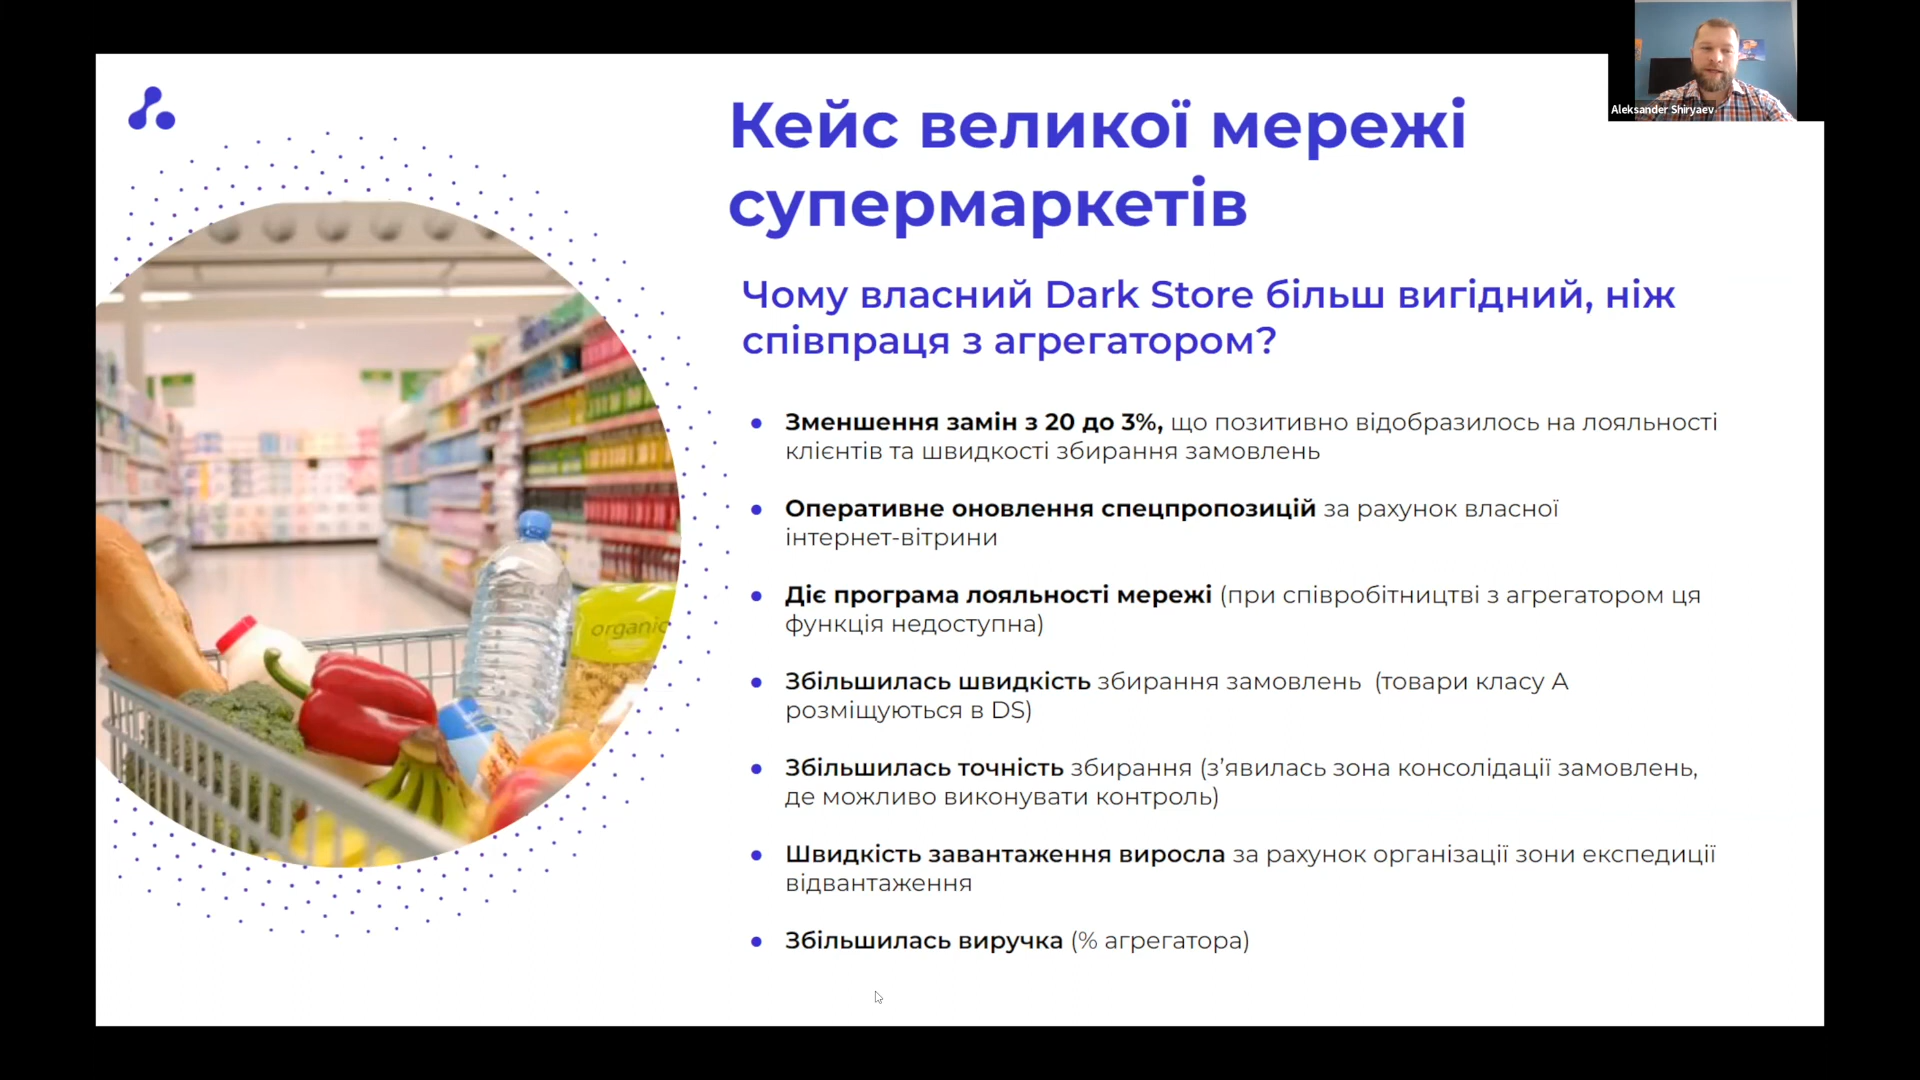 Aleksander Shiryaev
Кейс великої мережі
супермаркетів
Чому власний Dark Store більш вигідний, ніж
співпраця з агрегатором?
• Зменшення замін з 20 до 3%, що позитивно відобразилось на лояльності
клієнтів та швидкості збирання замовлень
• Оперативне оновлення спецпропозицій за рахунок власної
інтернет-вітрини
• Діє програма лояльності мережі (при співробітництві з агрегатором ця
функція недоступна)
• Збільшилась швидкість збирання замовлень (товари класу А
розміщуються в DS)
• Збільшилась точність збирання (з’явилась зона консолідації замовлень,
де можливо виконувати контроль)
• Швидкість завантаження виросла за рахунок організації зони експедиції
відвантаження
• Збільшилась виручка (% агрегатора)
organic